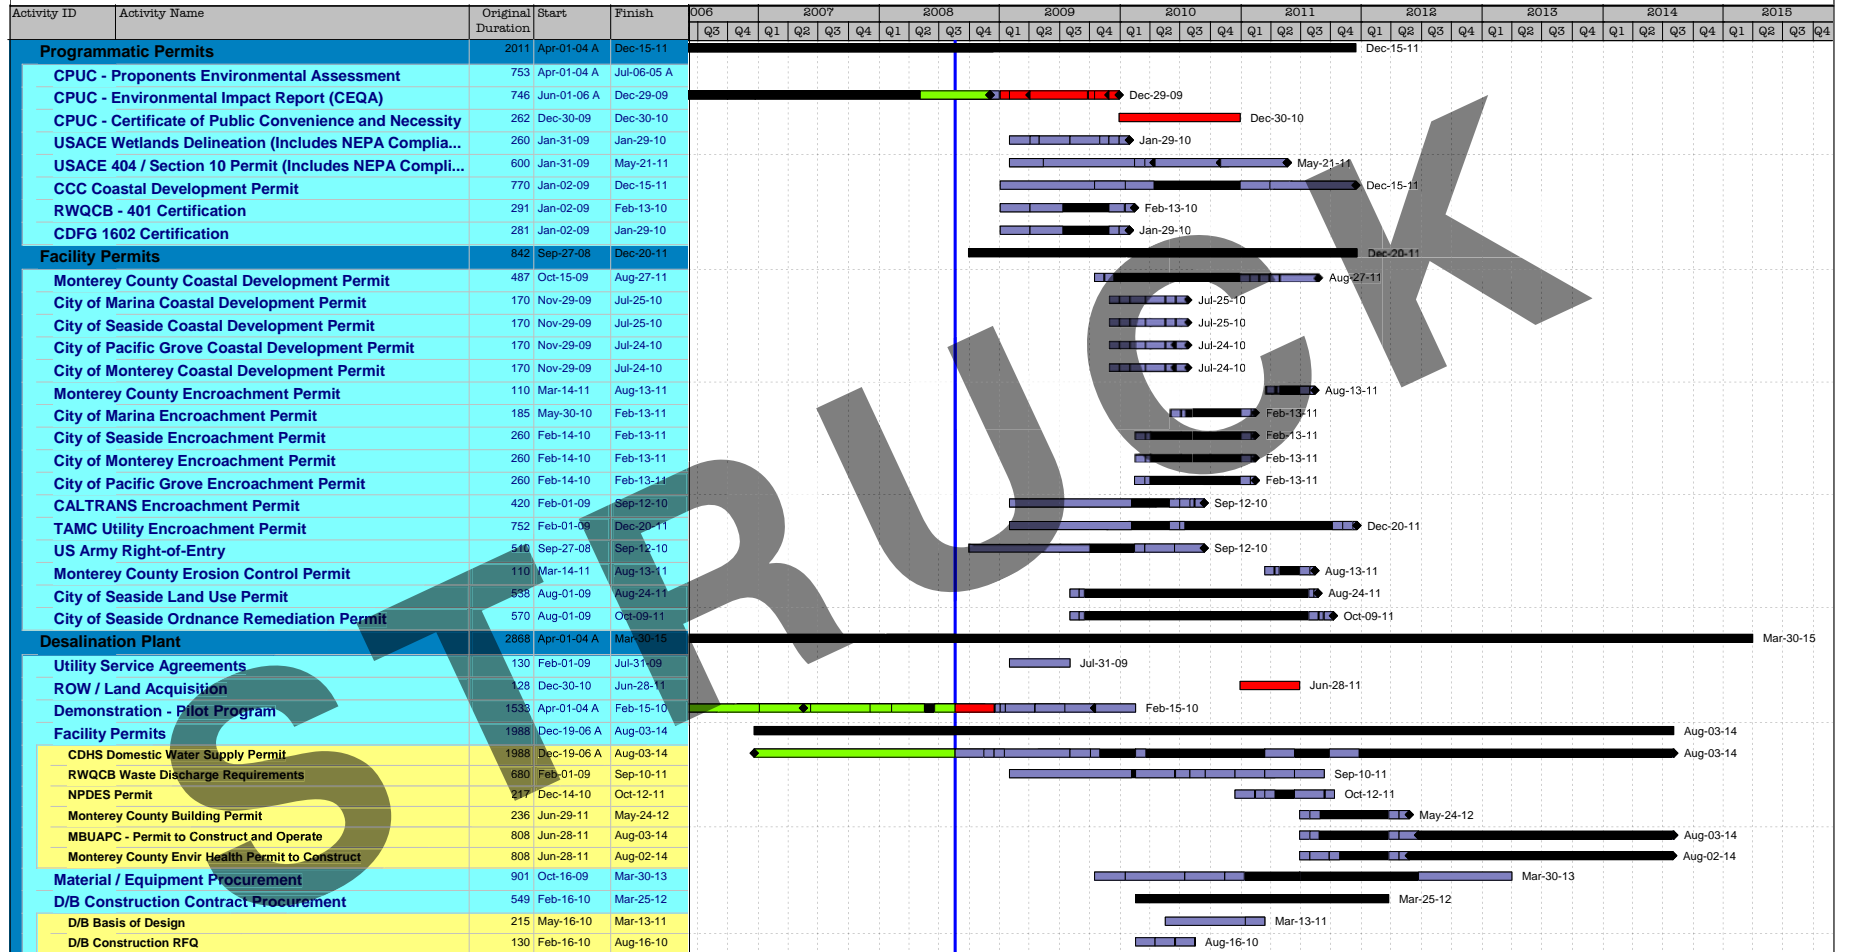 Activity ID Activity Name Original Duration Start Finish 006 2007 2008 2009 2010 2011 2012 2013 2014 2015
Q3 Q4 Q1 Q2 Q3 Q4 Q1 Q2 Q3 Q4 Q1 Q2 Q3 Q4 Q1 Q2 Q3 Q4 Q1 Q2 Q3 Q4 Q1 Q2 Q3 Q4 Q1 Q2 Q3 Q4 Q1 Q2 Q3 Q4 Q1 Q2 Q3 Q4
Programmatic Permits 2011 Apr-01-04 A Dec-15-11 Dec-15-11
CPUC - Proponents Environmental Assessment 753 Apr-01-04 A Jul-06-05 A
CPUC - Environmental Impact Report (CEQA) 746 Jun-01-06 A Dec-29-09 Dec-29-09
CPUC - Certificate of Public Convenience and Necessity 262 Dec-30-09 Dec-30-10 Dec-30-10
USACE Wetlands Delineation (Includes NEPA Complia... 260 Jan-31-09 Jan-29-10 Jan-29-10
USACE 404 / Section 10 Permit (Includes NEPA Compli... 600 Jan-31-09 May-21-11 May-21-11
CCC Coastal Development Permit 770 Jan-02-09 Dec-15-11 Dec-15-11
RWQCB - 401 Certification 291 Jan-02-09 Feb-13-10 Feb-13-10
CDFG 1602 Certification 281 Jan-02-09 Jan-29-10 Jan-29-10
Facility Permits 842 Sep-27-08 Dec-20-11 Dec-20-11
Monterey County Coastal Development Permit 487 Oct-15-09 Aug-27-11 Aug-27-11
City of Marina Coastal Development Permit 170 Nov-29-09 Jul-25-10 Jul-25-10
City of Seaside Coastal Development Permit 170 Nov-29-09 Jul-25-10 Jul-25-10
City of Pacific Grove Coastal Development Permit 170 Nov-29-09 Jul-24-10 Jul-24-10
City of Monterey Coastal Development Permit 170 Nov-29-09 Jul-24-10 Jul-24-10
Monterey County Encroachment Permit 110 Mar-14-11 Aug-13-11 Aug-13-11
City of Marina Encroachment Permit 185 May-30-10 Feb-13-11 Feb-13-11
City of Seaside Encroachment Permit 260 Feb-14-10 Feb-13-11 Feb-13-11
City of Monterey Encroachment Permit 260 Feb-14-10 Feb-13-11 Feb-13-11
City of Pacific Grove Encroachment Permit 260 Feb-14-10 Feb-13-11 Feb-13-11
CALTRANS Encroachment Permit 420 Feb-01-09 Sep-12-10 Sep-12-10
TAMC Utility Encroachment Permit 752 Feb-01-09 Dec-20-11 Dec-20-11
US Army Right-of-Entry 510 Sep-27-08 Sep-12-10 Sep-12-10
Monterey County Erosion Control Permit 110 Mar-14-11 Aug-13-11 Aug-13-11
City of Seaside Land Use Permit 538 Aug-01-09 Aug-24-11 Aug-24-11
City of Seaside Ordnance Remediation Permit 570 Aug-01-09 Oct-09-11 Oct-09-11
Desalination Plant 2868 Apr-01-04 A Mar-30-15 Mar-30-15
Utility Service Agreements 130 Feb-01-09 Jul-31-09 Jul-31-09
ROW / Land Acquisition 128 Dec-30-10 Jun-28-11 Jun-28-11
Demonstration - Pilot Program 1533 Apr-01-04 A Feb-15-10 Feb-15-10
Facility Permits 1988 Dec-19-06 A Aug-03-14 Aug-03-14
CDHS Domestic Water Supply Permit 1988 Dec-19-06 A Aug-03-14 Aug-03-14
RWQCB Waste Discharge Requirements 680 Feb-01-09 Sep-10-11 Sep-10-11
NPDES Permit 217 Dec-14-10 Oct-12-11 Oct-12-11
Monterey County Building Permit 236 Jun-29-11 May-24-12 May-24-12
MBUAPC - Permit to Construct and Operate 808 Jun-28-11 Aug-03-14 Aug-03-14
Monterey County Envir Health Permit to Construct 808 Jun-28-11 Aug-02-14 Aug-02-14
Material / Equipment Procurement 901 Oct-16-09 Mar-30-13 Mar-30-13
D/B Construction Contract Procurement 549 Feb-16-10 Mar-25-12 Mar-25-12
D/B Basis of Design 215 May-16-10 Mar-13-11 Mar-13-11
D/B Construction RFQ 130 Feb-16-10 Aug-16-10 Aug-16-10
STRUCK